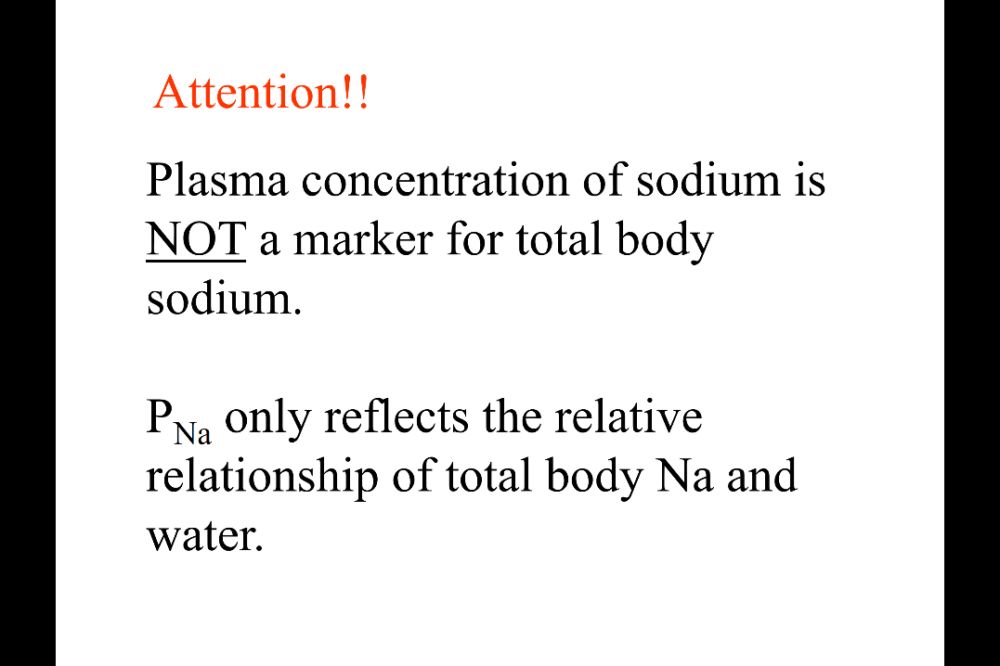 Attention!!
Plasma concentration of sodium is
NOT a marker for total body
sodium.
P_Na only reflects the relative
relationship of total body Na and
water.